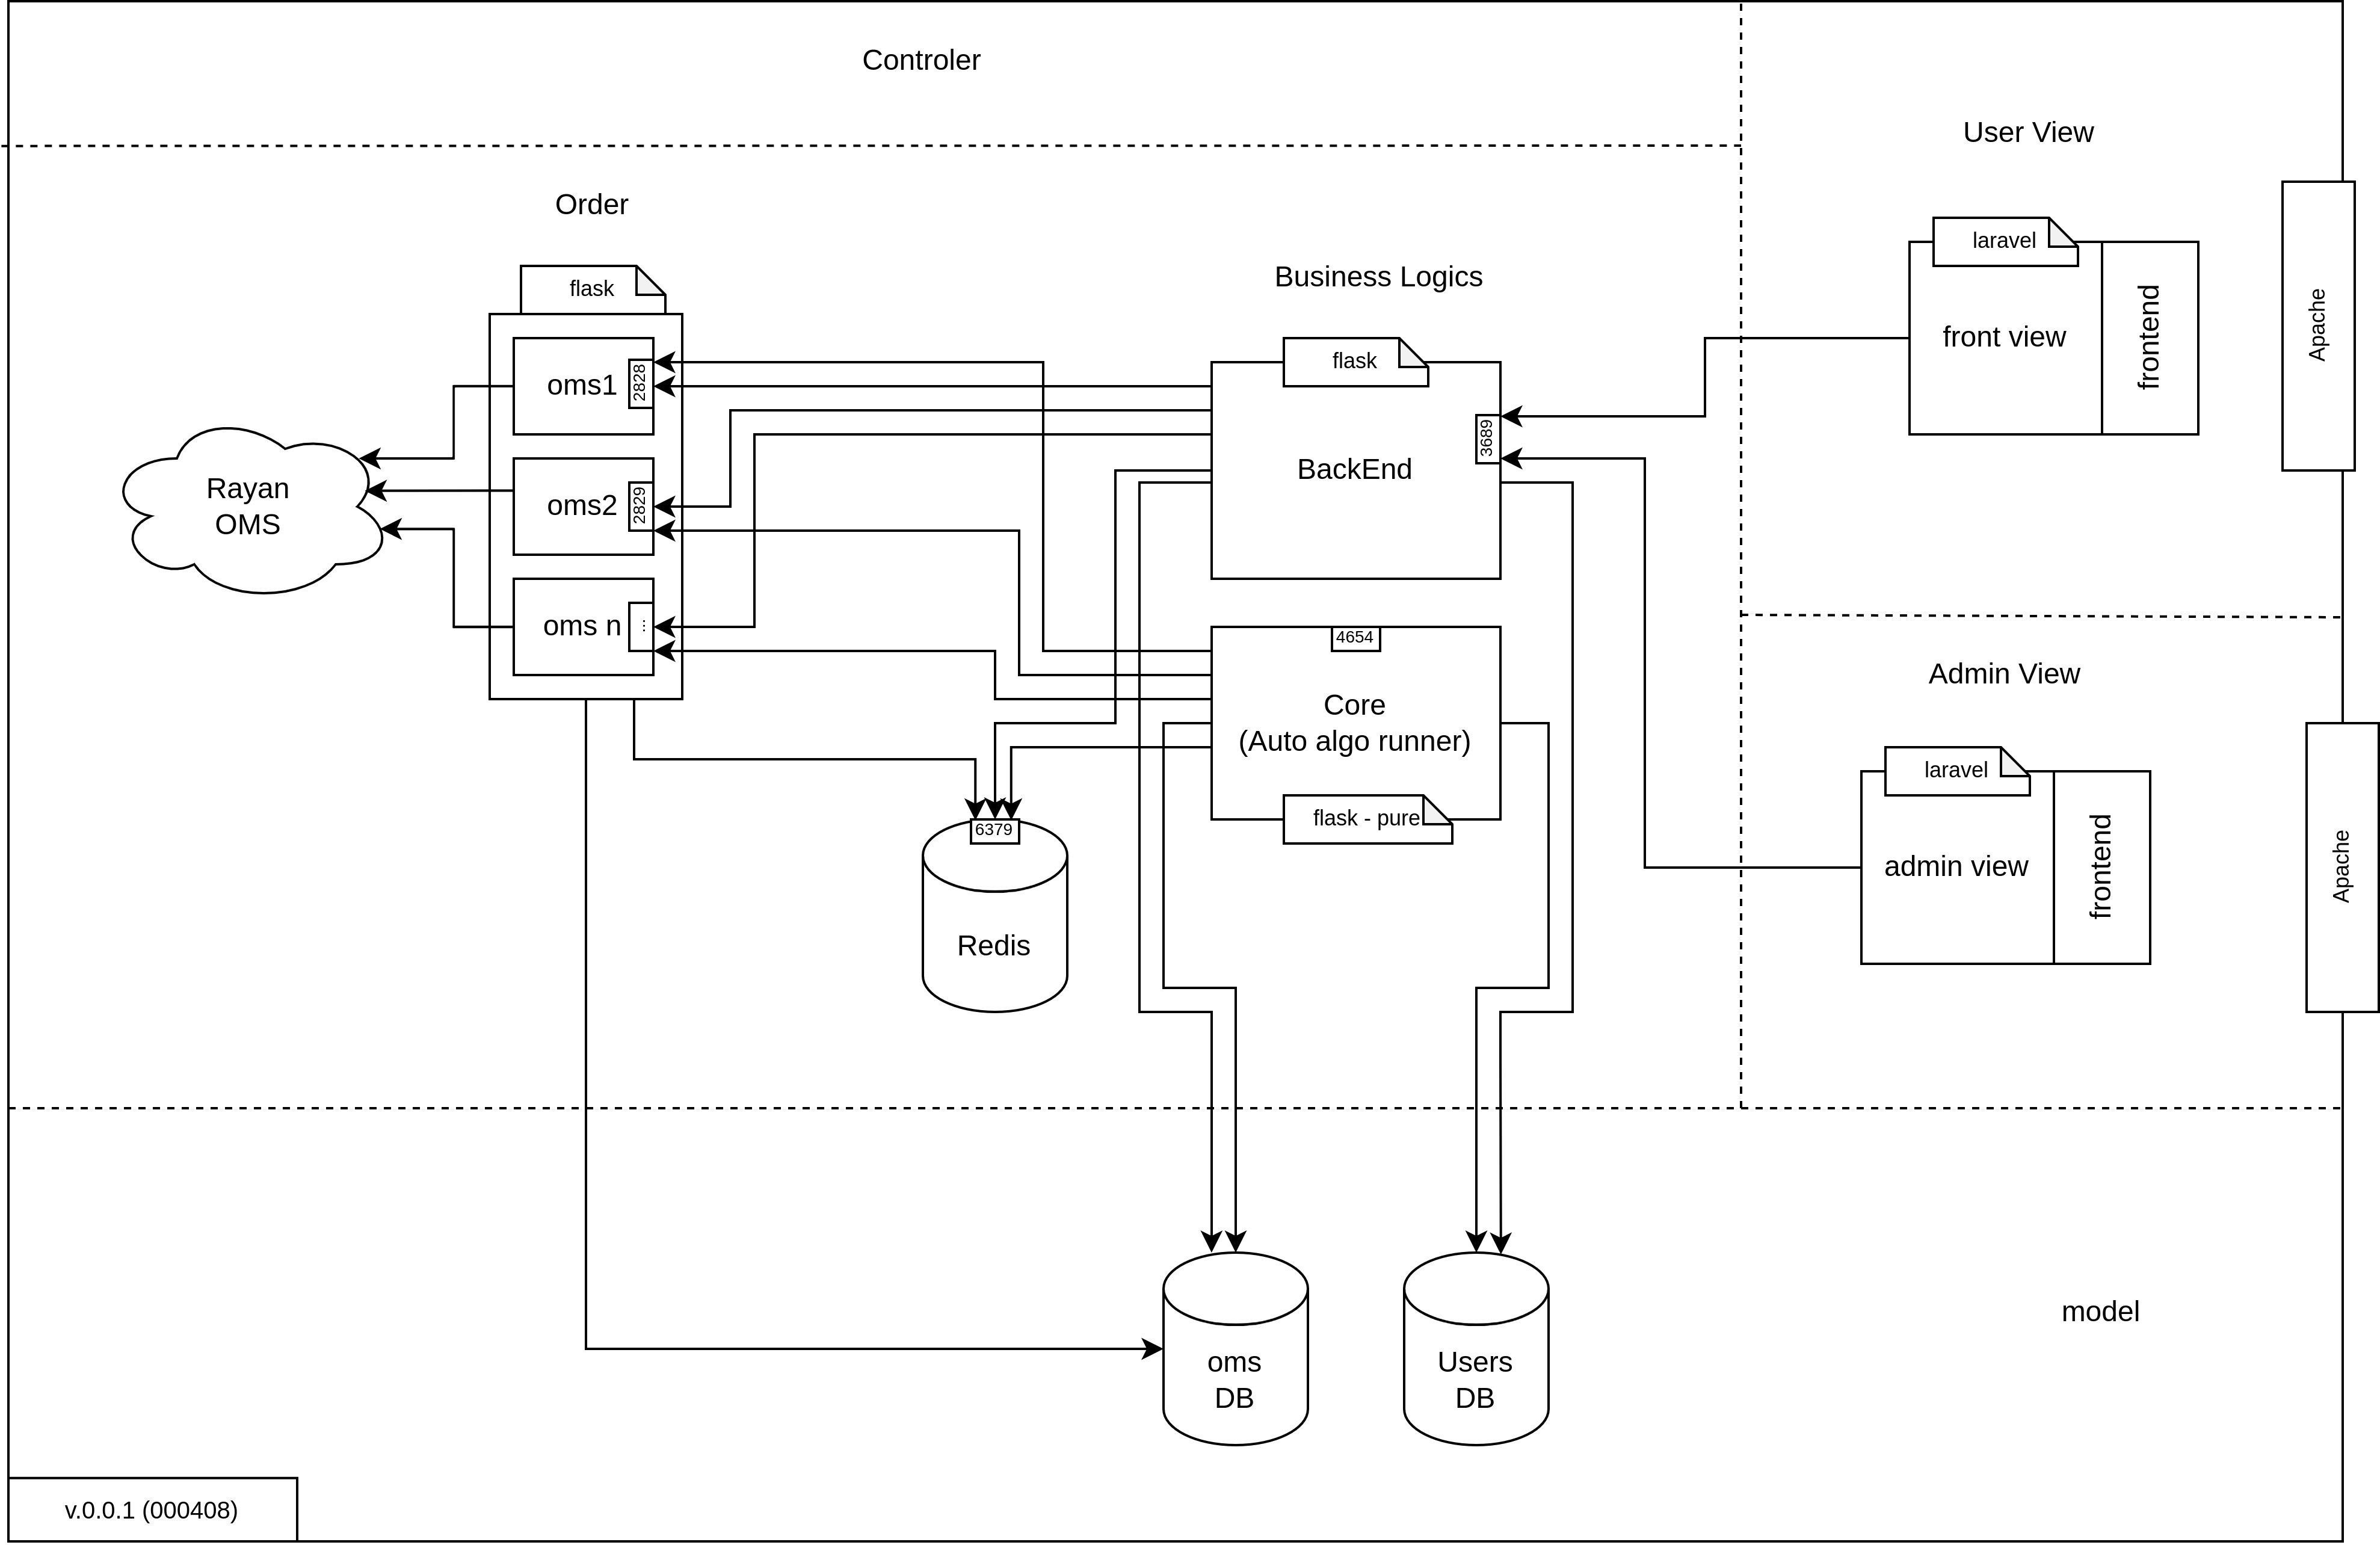 Controler
User View
Order
Business Logics
laravel
front view
frontend
Apache
flask
oms1
2828
oms2
2829
oms n
...
Rayan
OMS
flask
BackEnd
3689
4654
Core
(Auto algo runner)
flask - pure
6379
Redis
Admin View
laravel
admin view
frontend
Apache
oms
DB
Users
DB
model
v.0.0.1 (000408)